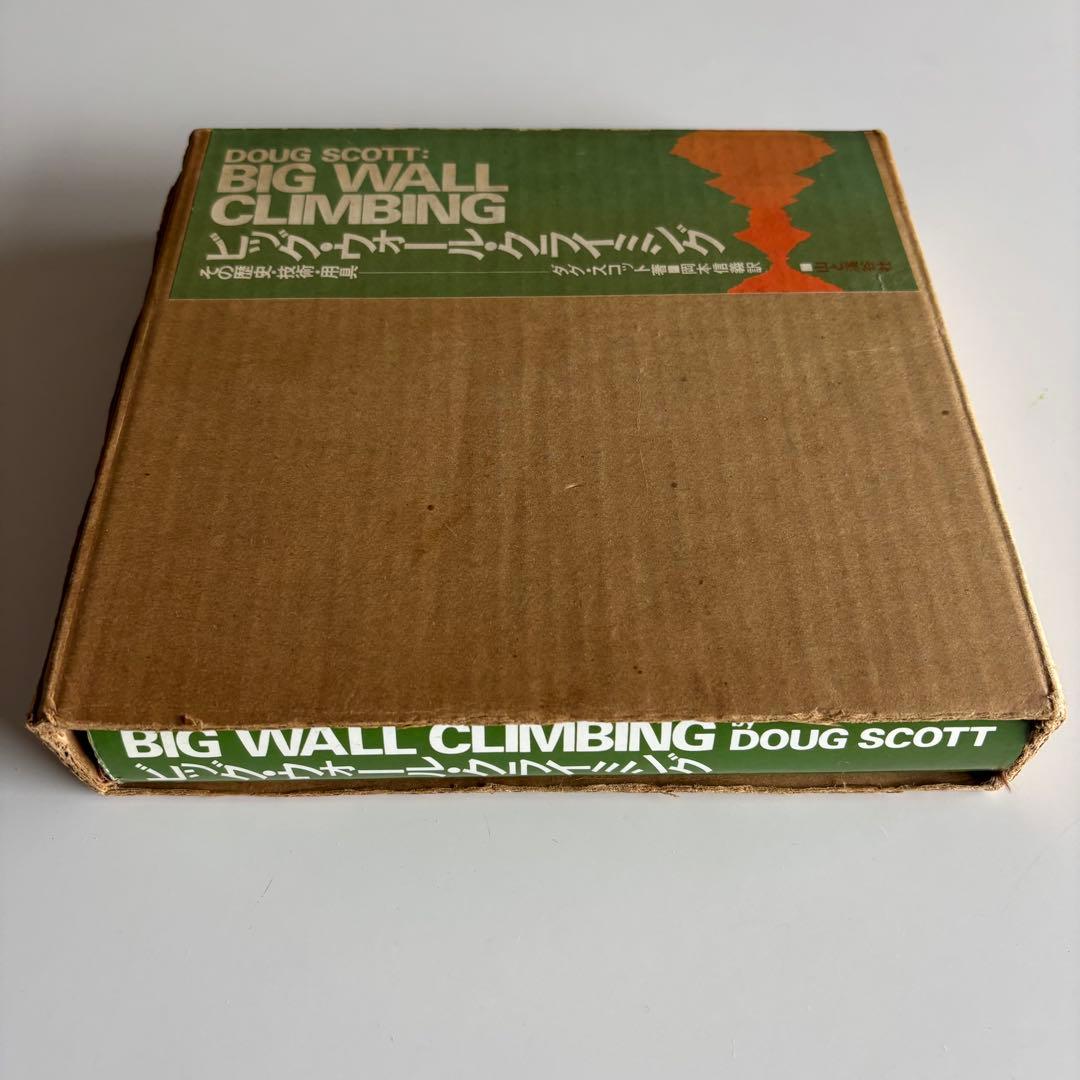 DOUG SCOTT:
BIG WALL
CLIMBING
ビッグ・ウォール・クライミング
その歴史・技術・用具
ダグ・スコット著■岡本信義訳
■山と溪谷社
BIG WALL CLIMBING
DOUG SCOTT
ビッグ・ウォール・クライミング